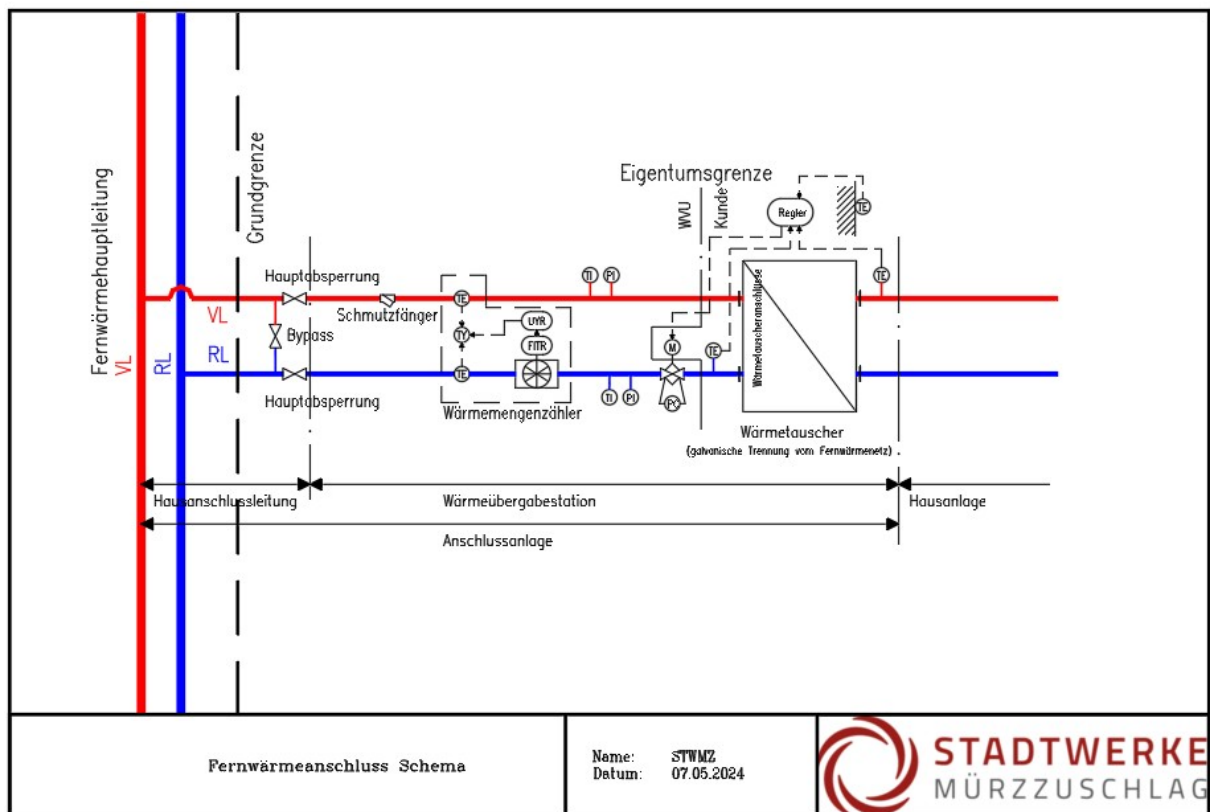 Fernwärmehauptleitung
VL
RL
Grundgrenze
Hauptabsperrung
VL
Bypass
RL
Hauptabsperrung
Schmutzfänger
TE
TY
UYR
FITR
TE
Wärmemengenzähler
TI
PI
TI
PI
Eigentumsgrenze
WVU
Kunde
Regler
TE
TE
M
TE
Wärmetauscheranschlüsse
Wärmetauscher
(galvanische Trennung vom Fernwärmenetz)
Hausanschlussleitung
Wärmeübergabestation
Hausanlage
Anschlussanlage
Fernwärmeanschluss Schema
Name: STWMZ
Datum: 07.05.2024
STADTWERKE
MÜRZZUSCHLAG